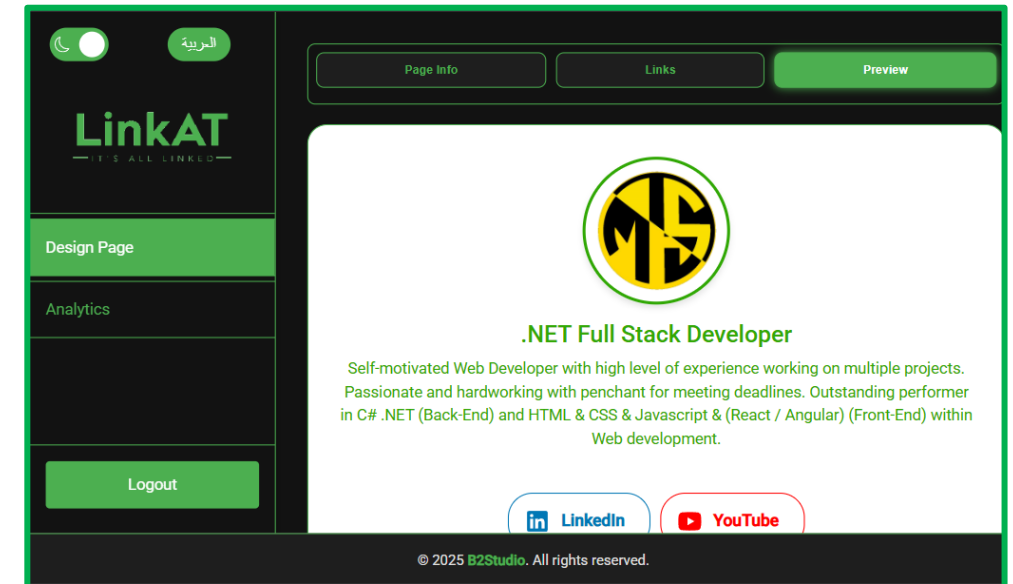 العربية
LinkAT
IT'S ALL LINKED
Design Page
Analytics
Logout
Page Info
Links
Preview
MFS
.NET Full Stack Developer
Self-motivated Web Developer with high level of experience working on multiple projects.
Passionate and hardworking with penchant for meeting deadlines. Outstanding performer
in C# .NET (Back-End) and HTML & CSS & Javascript & (React / Angular) (Front-End) within
Web development.
in LinkedIn
YouTube
© 2025 B2Studio. All rights reserved.